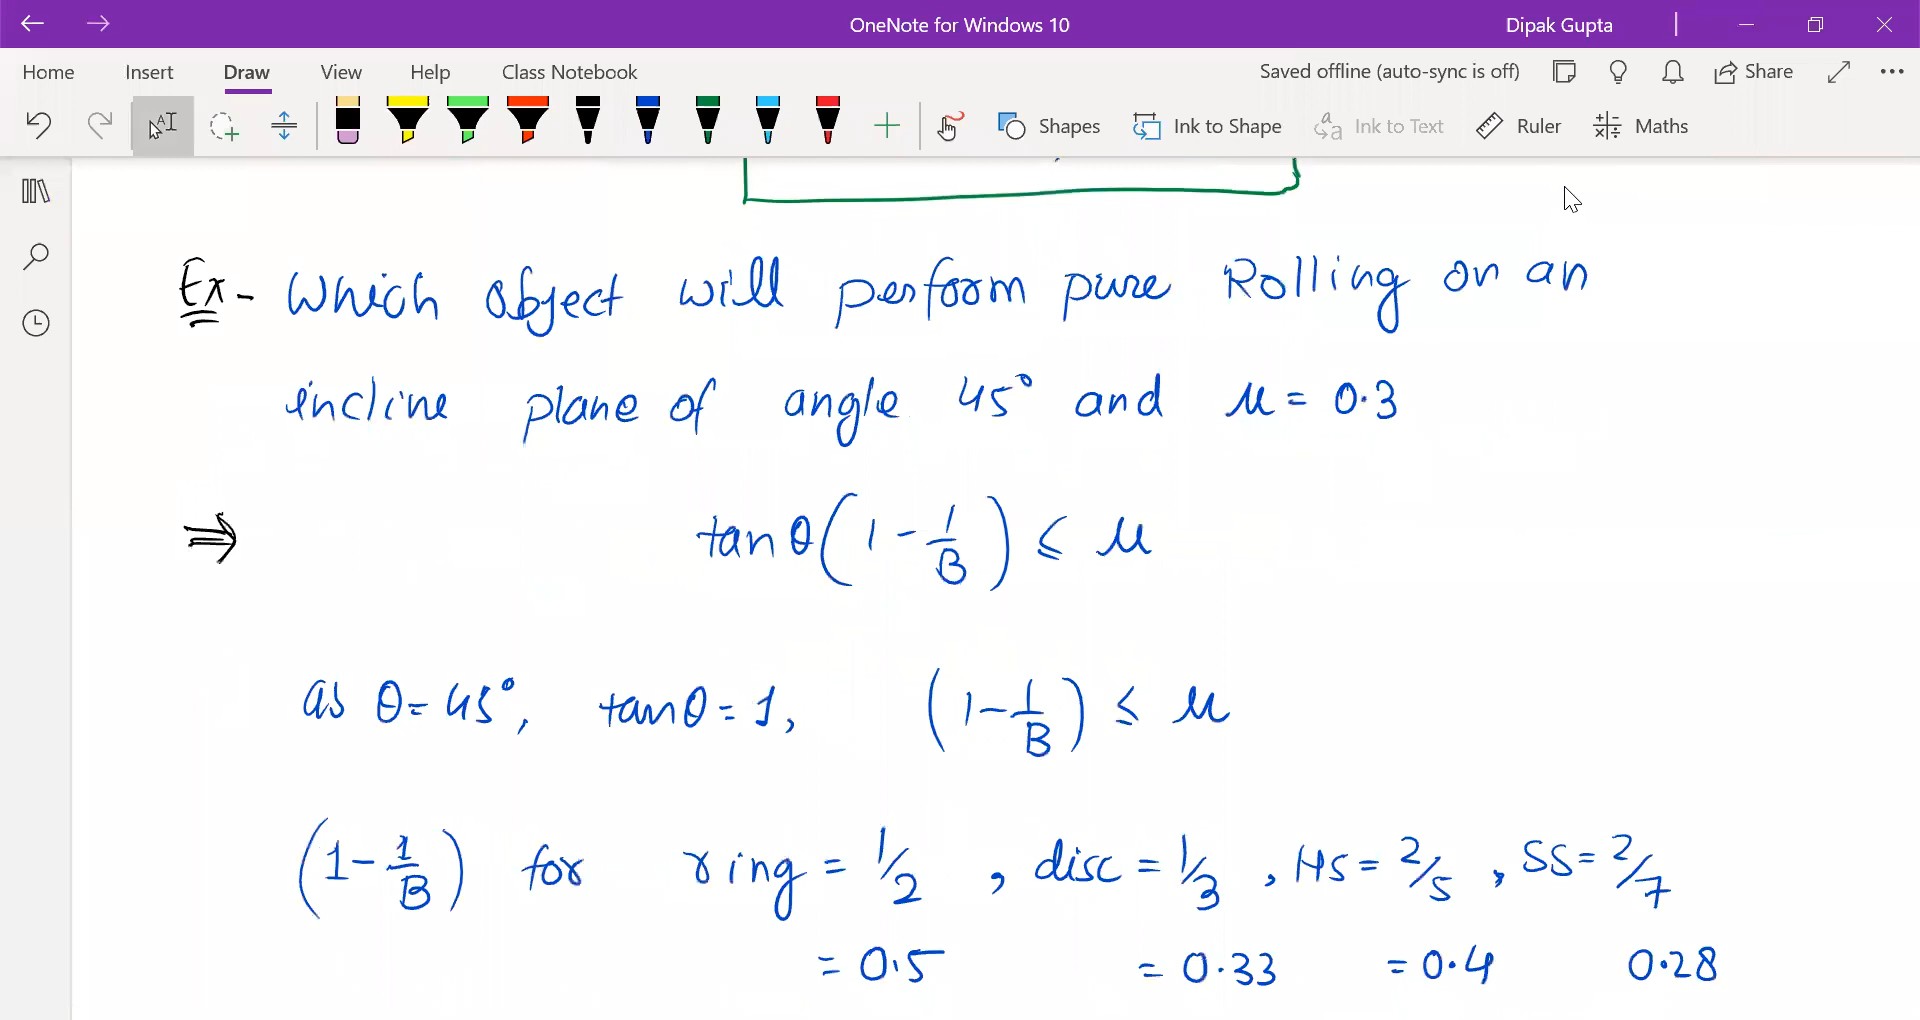 OneNote for Windows 10
Dipak Gupta
Home Insert Draw View Help Class Notebook
Saved offline (auto-sync is off) Share
Shapes Ink to Shape Ink to Text Ruler Maths
Ex- Which object will perform pure Rolling on an
incline plane of angle 45° and μ = 0.3
⇒ tanθ(1 - 1/B) ≤ μ
as θ = 45°, tanθ = 1, (1 - 1/B) ≤ μ
(1 - 1/B) for ring = 1/2, disc = 1/3, HS = 2/5, SS = 2/7
= 0.5 = 0.33 = 0.4 0.28